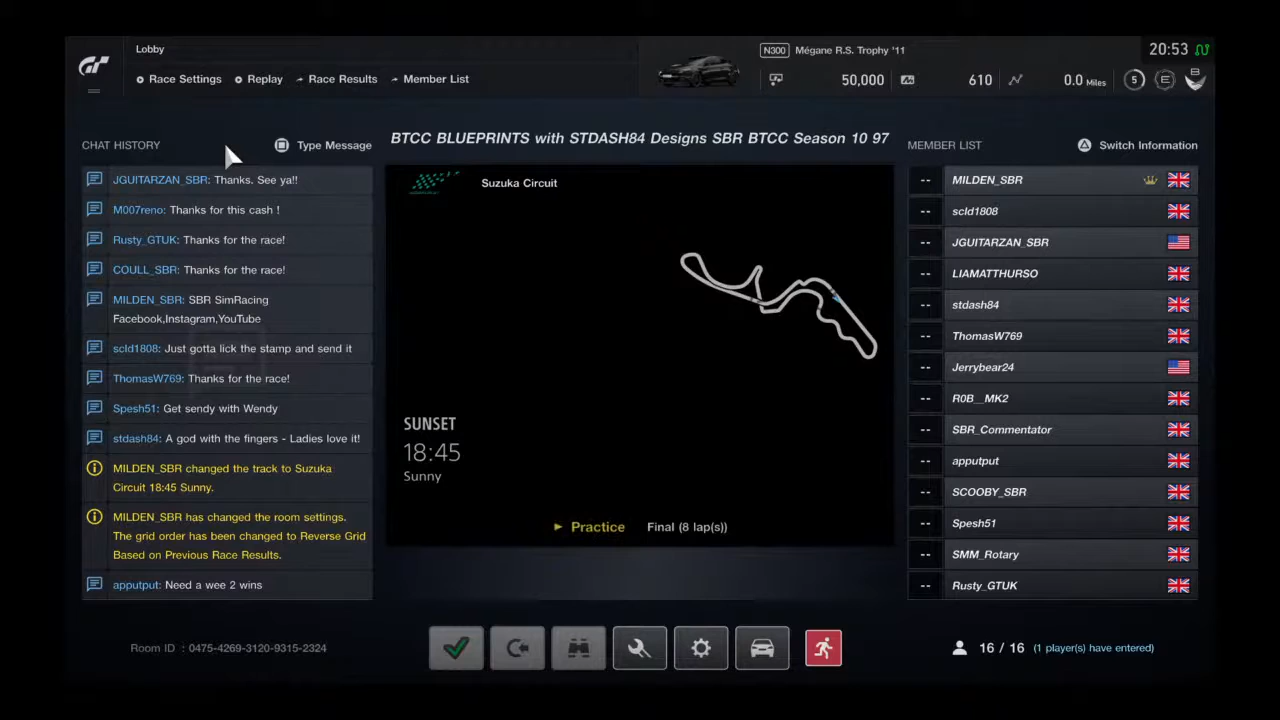 Lobby
N300 Mégane R.S. Trophy '11
20:53
Race Settings Replay Race Results Member List
50,000 610 0.0 Miles 5 E B
BTCC BLUEPRINTS with STDASH84 Designs SBR BTCC Season 10 97
CHAT HISTORY Type Message
MEMBER LIST Switch Information
JGUITARZAN_SBR: Thanks. See ya!!
M007reno: Thanks for this cash !
Rusty_GTUK: Thanks for the race!
COULL_SBR: Thanks for the race!
MILDEN_SBR: SBR SimRacing
Facebook,Instagram,YouTube
scld1808: Just gotta lick the stamp and send it
ThomasW769: Thanks for the race!
Spesh51: Get sendy with Wendy
stdash84: A god with the fingers - Ladies love it!
MILDEN_SBR changed the track to Suzuka
Circuit 18:45 Sunny.
MILDEN_SBR has changed the room settings.
The grid order has been changed to Reverse Grid
Based on Previous Race Results.
apputput: Need a wee 2 wins
Suzuka Circuit
SUNSET
18:45
Sunny
Practice Final (8 lap(s))
-- MILDEN_SBR
-- scld1808
-- JGUITARZAN_SBR
-- LIAMATTHURSO
-- stdash84
-- ThomasW769
-- Jerrybear24
-- R0B__MK2
-- SBR_Commentator
-- apputput
-- SCOOBY_SBR
-- Spesh51
-- SMM_Rotary
-- Rusty_GTUK
Room ID : 0475-4269-3120-9315-2324
16 / 16 (1 player(s) have entered)